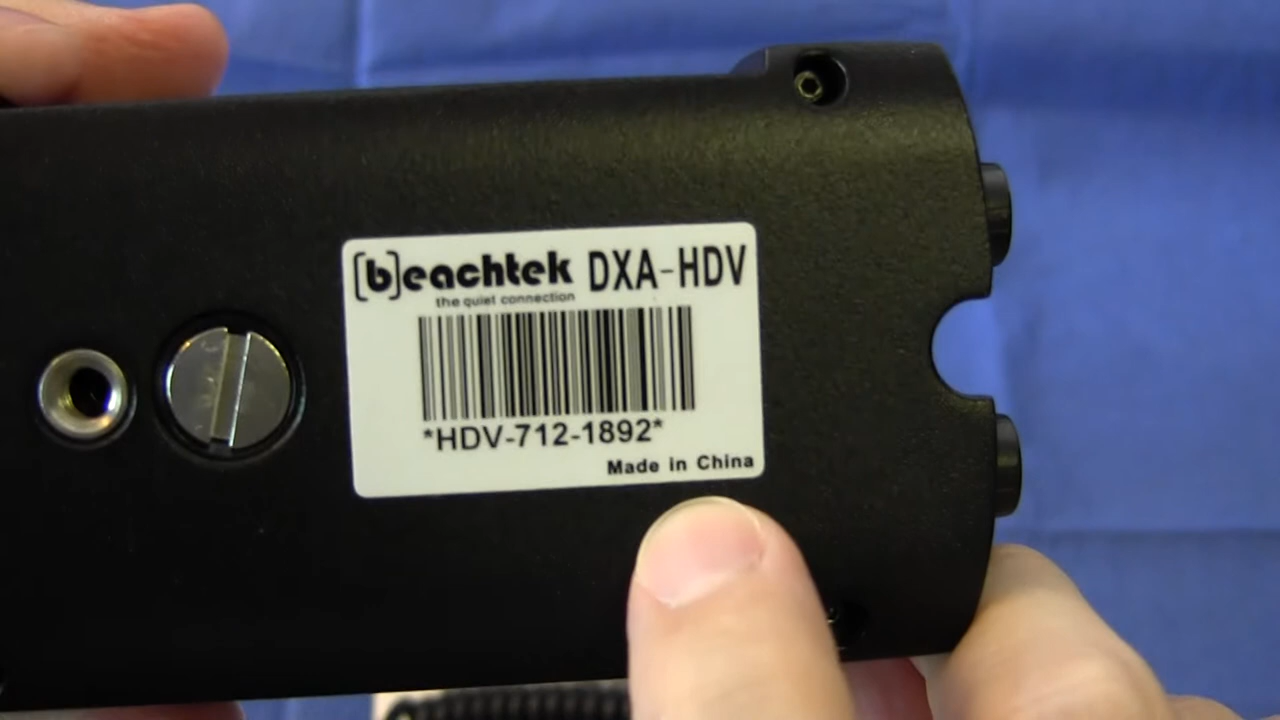 [b]eachtek DXA-HDV
the quiet connection
*HDV-712-1892*
Made in China